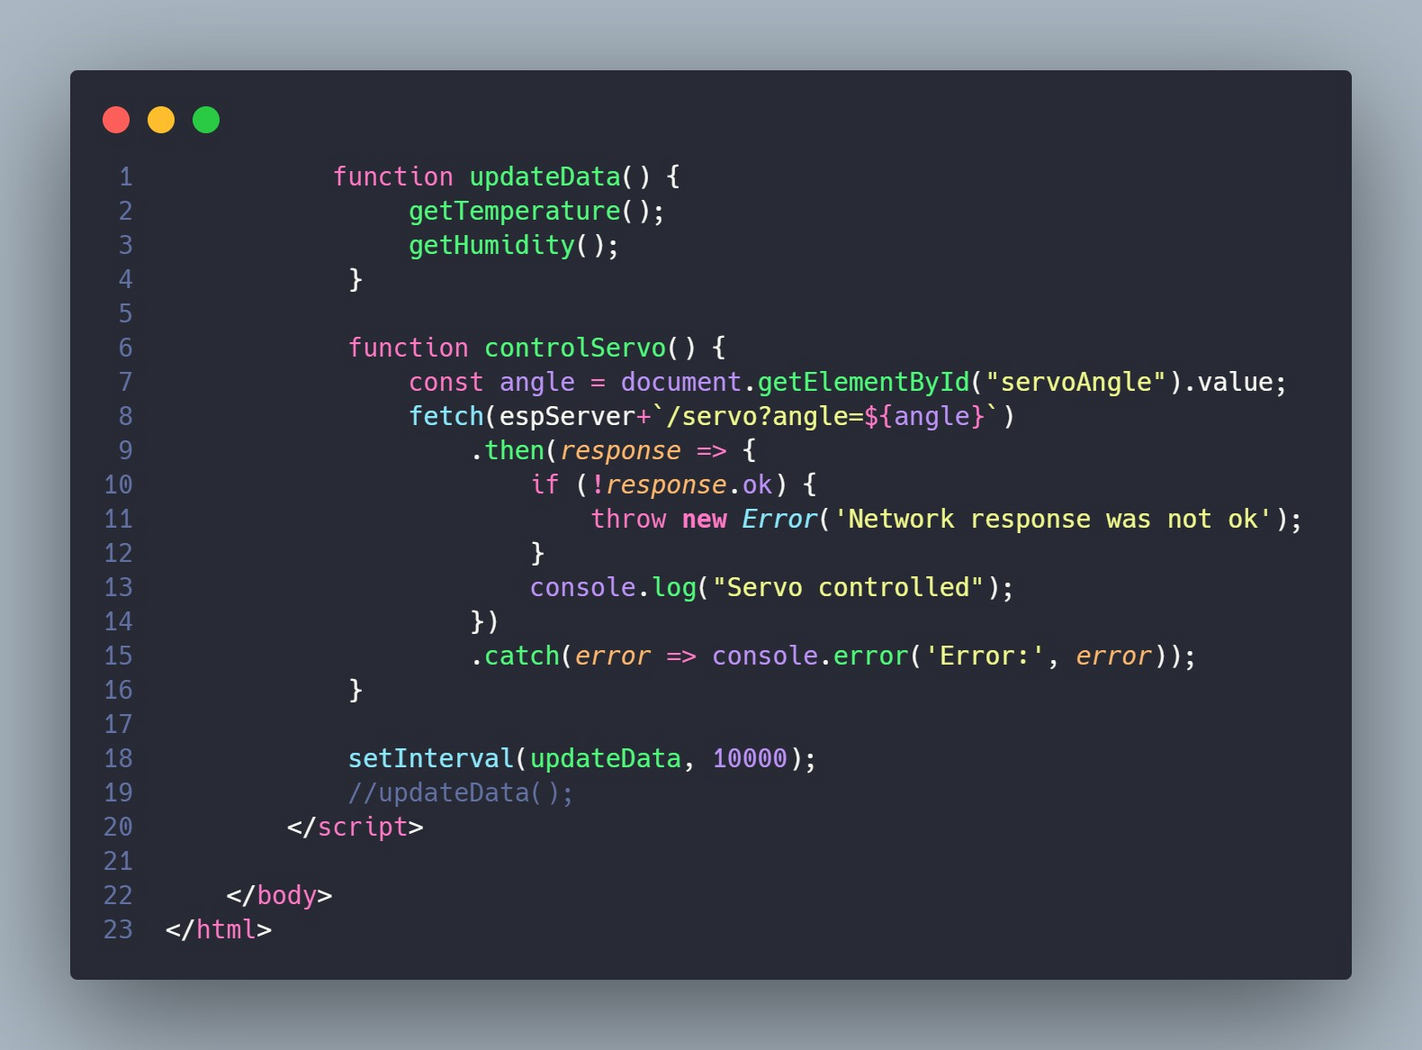 1 function updateData() {
2 getTemperature();
3 getHumidity();
4 }
5
6 function controlServo() {
7 const angle = document.getElementById("servoAngle").value;
8 fetch(espServer+`/servo?angle=${angle}`)
9 .then(response => {
10 if (!response.ok) {
11 throw new Error('Network response was not ok');
12 }
13 console.log("Servo controlled");
14 })
15 .catch(error => console.error('Error:', error));
16 }
17
18 setInterval(updateData, 10000);
19 //updateData();
20 </script>
21
22 </body>
23 </html>